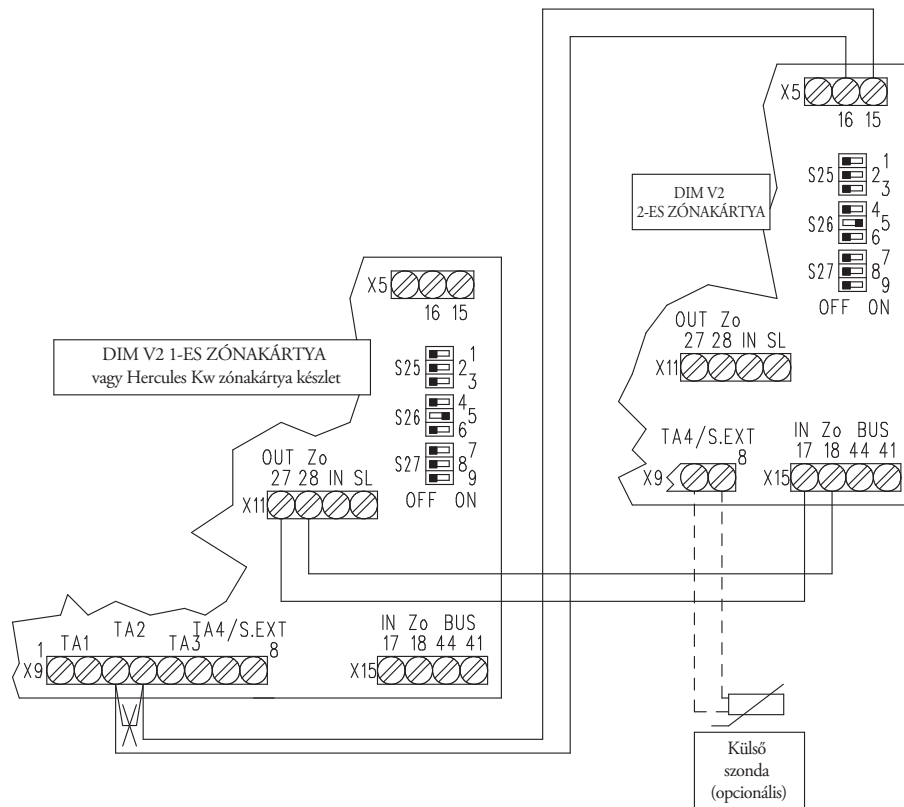 X5
16 15
S25
1
2
3
S26
4
5
6
S27
7
8
9
OFF ON
DIM V2
2-ES ZÓNAKÁRTYA
OUT Zo
27 28 IN SL
X11
TA4/S.EXT
8
X9
IN Zo BUS
17 18 44 41
X15
X5
16 15
DIM V2 1-ES ZÓNAKÁRTYA
vagy Hercules Kw zónakártya készlet
S25
1
2
3
S26
4
5
6
S27
7
8
9
OFF ON
OUT Zo
27 28 IN SL
X11
1 TA1 TA2 TA3 TA4/S.EXT 8
X9
IN Zo BUS
17 18 44 41
X15
Külső
szonda
(opcionális)